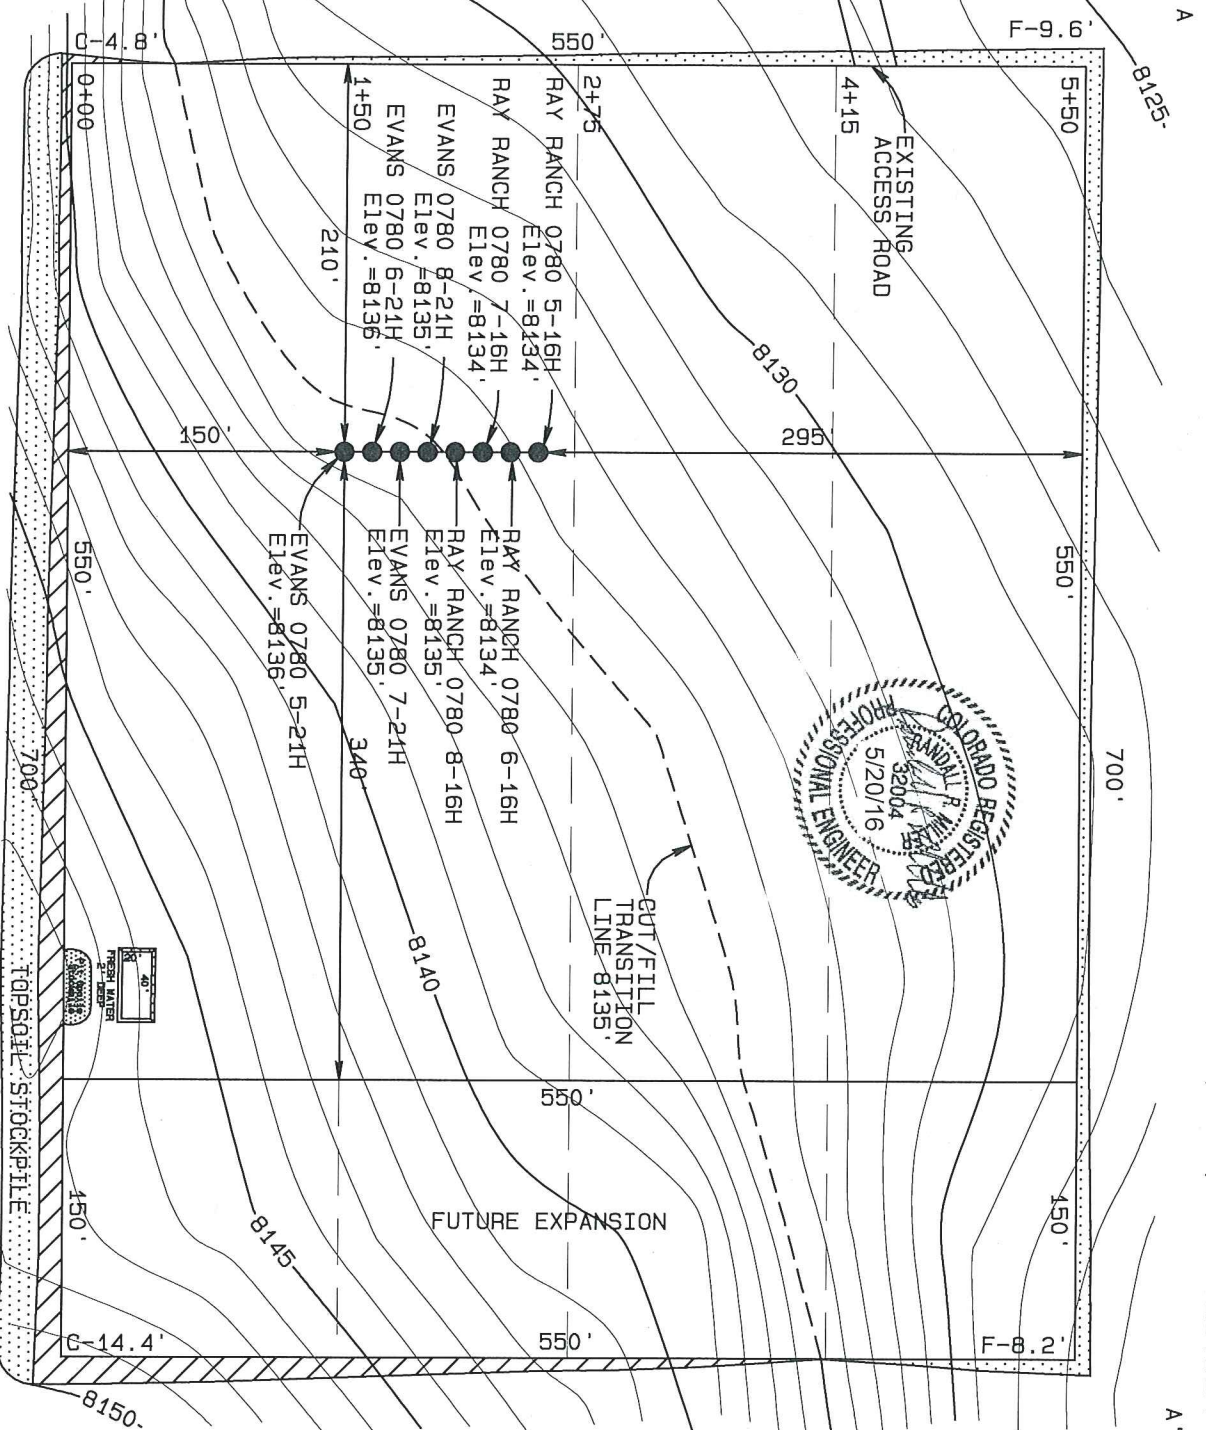 A
8125-
F-9.6'
550'
C-4.8'
5+50
4+15
2+75
1+50
0+00
EXISTING
ACCESS ROAD
RAY RANCH 0780 5-16H
Elev.=8134'
RAY RANCH 0780 7-16H
Elev.=8134'
EVANS 0780 8-21H
Elev.=8135'
EVANS 0780 6-21H
Elev.=8136'
210'
8130
295
150'
550'
550'
RAY RANCH 0780 6-16H
Elev.=8134'
RAY RANCH 0780 8-16H
Elev.=8135'
EVANS 0780 7-21H
Elev.=8135'
EVANS 0780 5-21H
Elev.=8136'
340'
700'
700'
COLORADO REGISTERED
PROFESSIONAL ENGINEER
RANDALL R.
32004
5/20/16
CUT/FILL
TRANSITION
LINE 8135'
8140
40'
FRESH WATER
2' DEEP
TOPSOIL STOCKPILE
550'
150'
150'
FUTURE EXPANSION
8145
C-14.4'
550'
F-8.2'
8150-
A'